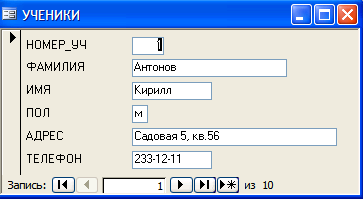 УЧЕНИКИ
НОМЕР_УЧ 1
ФАМИЛИЯ Антонов
ИМЯ Кирилл
ПОЛ м
АДРЕС Садовая 5, кв.56
ТЕЛЕФОН 233-12-11
Запись: 1 из 10